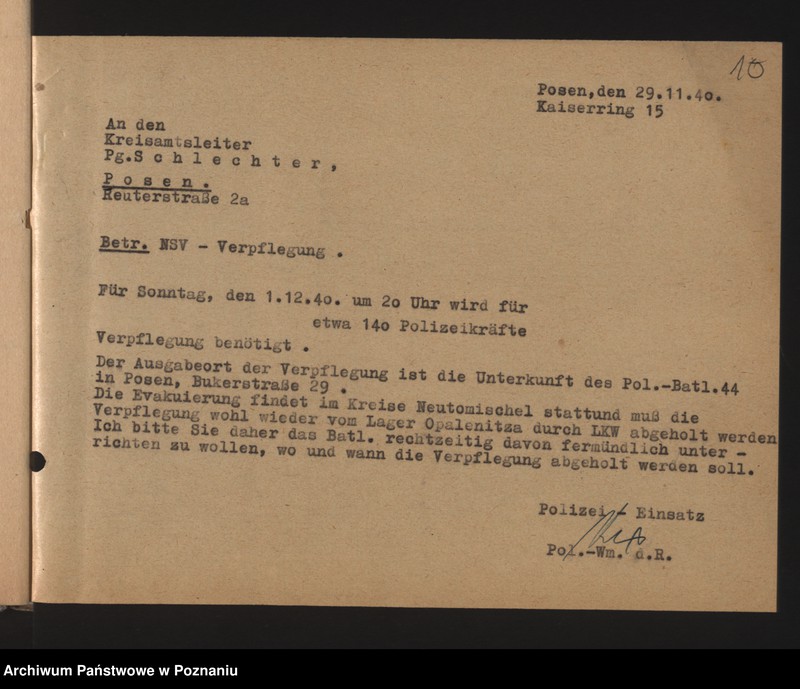 10
Posen,den 29.11.4o.
Kaiserring 15
An den
Kreisamtsleiter
Pg.S c h l e c h t e r ,
P o s e n .
Reuterstraße 2a
Betr. NSV - Verpflegung .
Für Sonntag, den 1.12.4o. um 2o Uhr wird für
etwa 14o Polizeikräfte
Verpflegung benötigt .
Der Ausgabeort der Verpflegung ist die Unterkunft des Pol.-Batl.44
in Posen, Bukerstraße 29 .
Die Evakuierung findet im Kreise Neutomischel stattund muß die
Verpflegung wohl wieder vom Lager Opalenitza durch LKW abgeholt werden
Ich bitte Sie daher das Batl. rechtzeitig davon fermündlich unter -
richten zu wollen, wo und wann die Verpflegung abgeholt werden soll.
Polizei - Einsatz
Pol.-Wm. d.R.
Archiwum Państwowe w Poznaniu